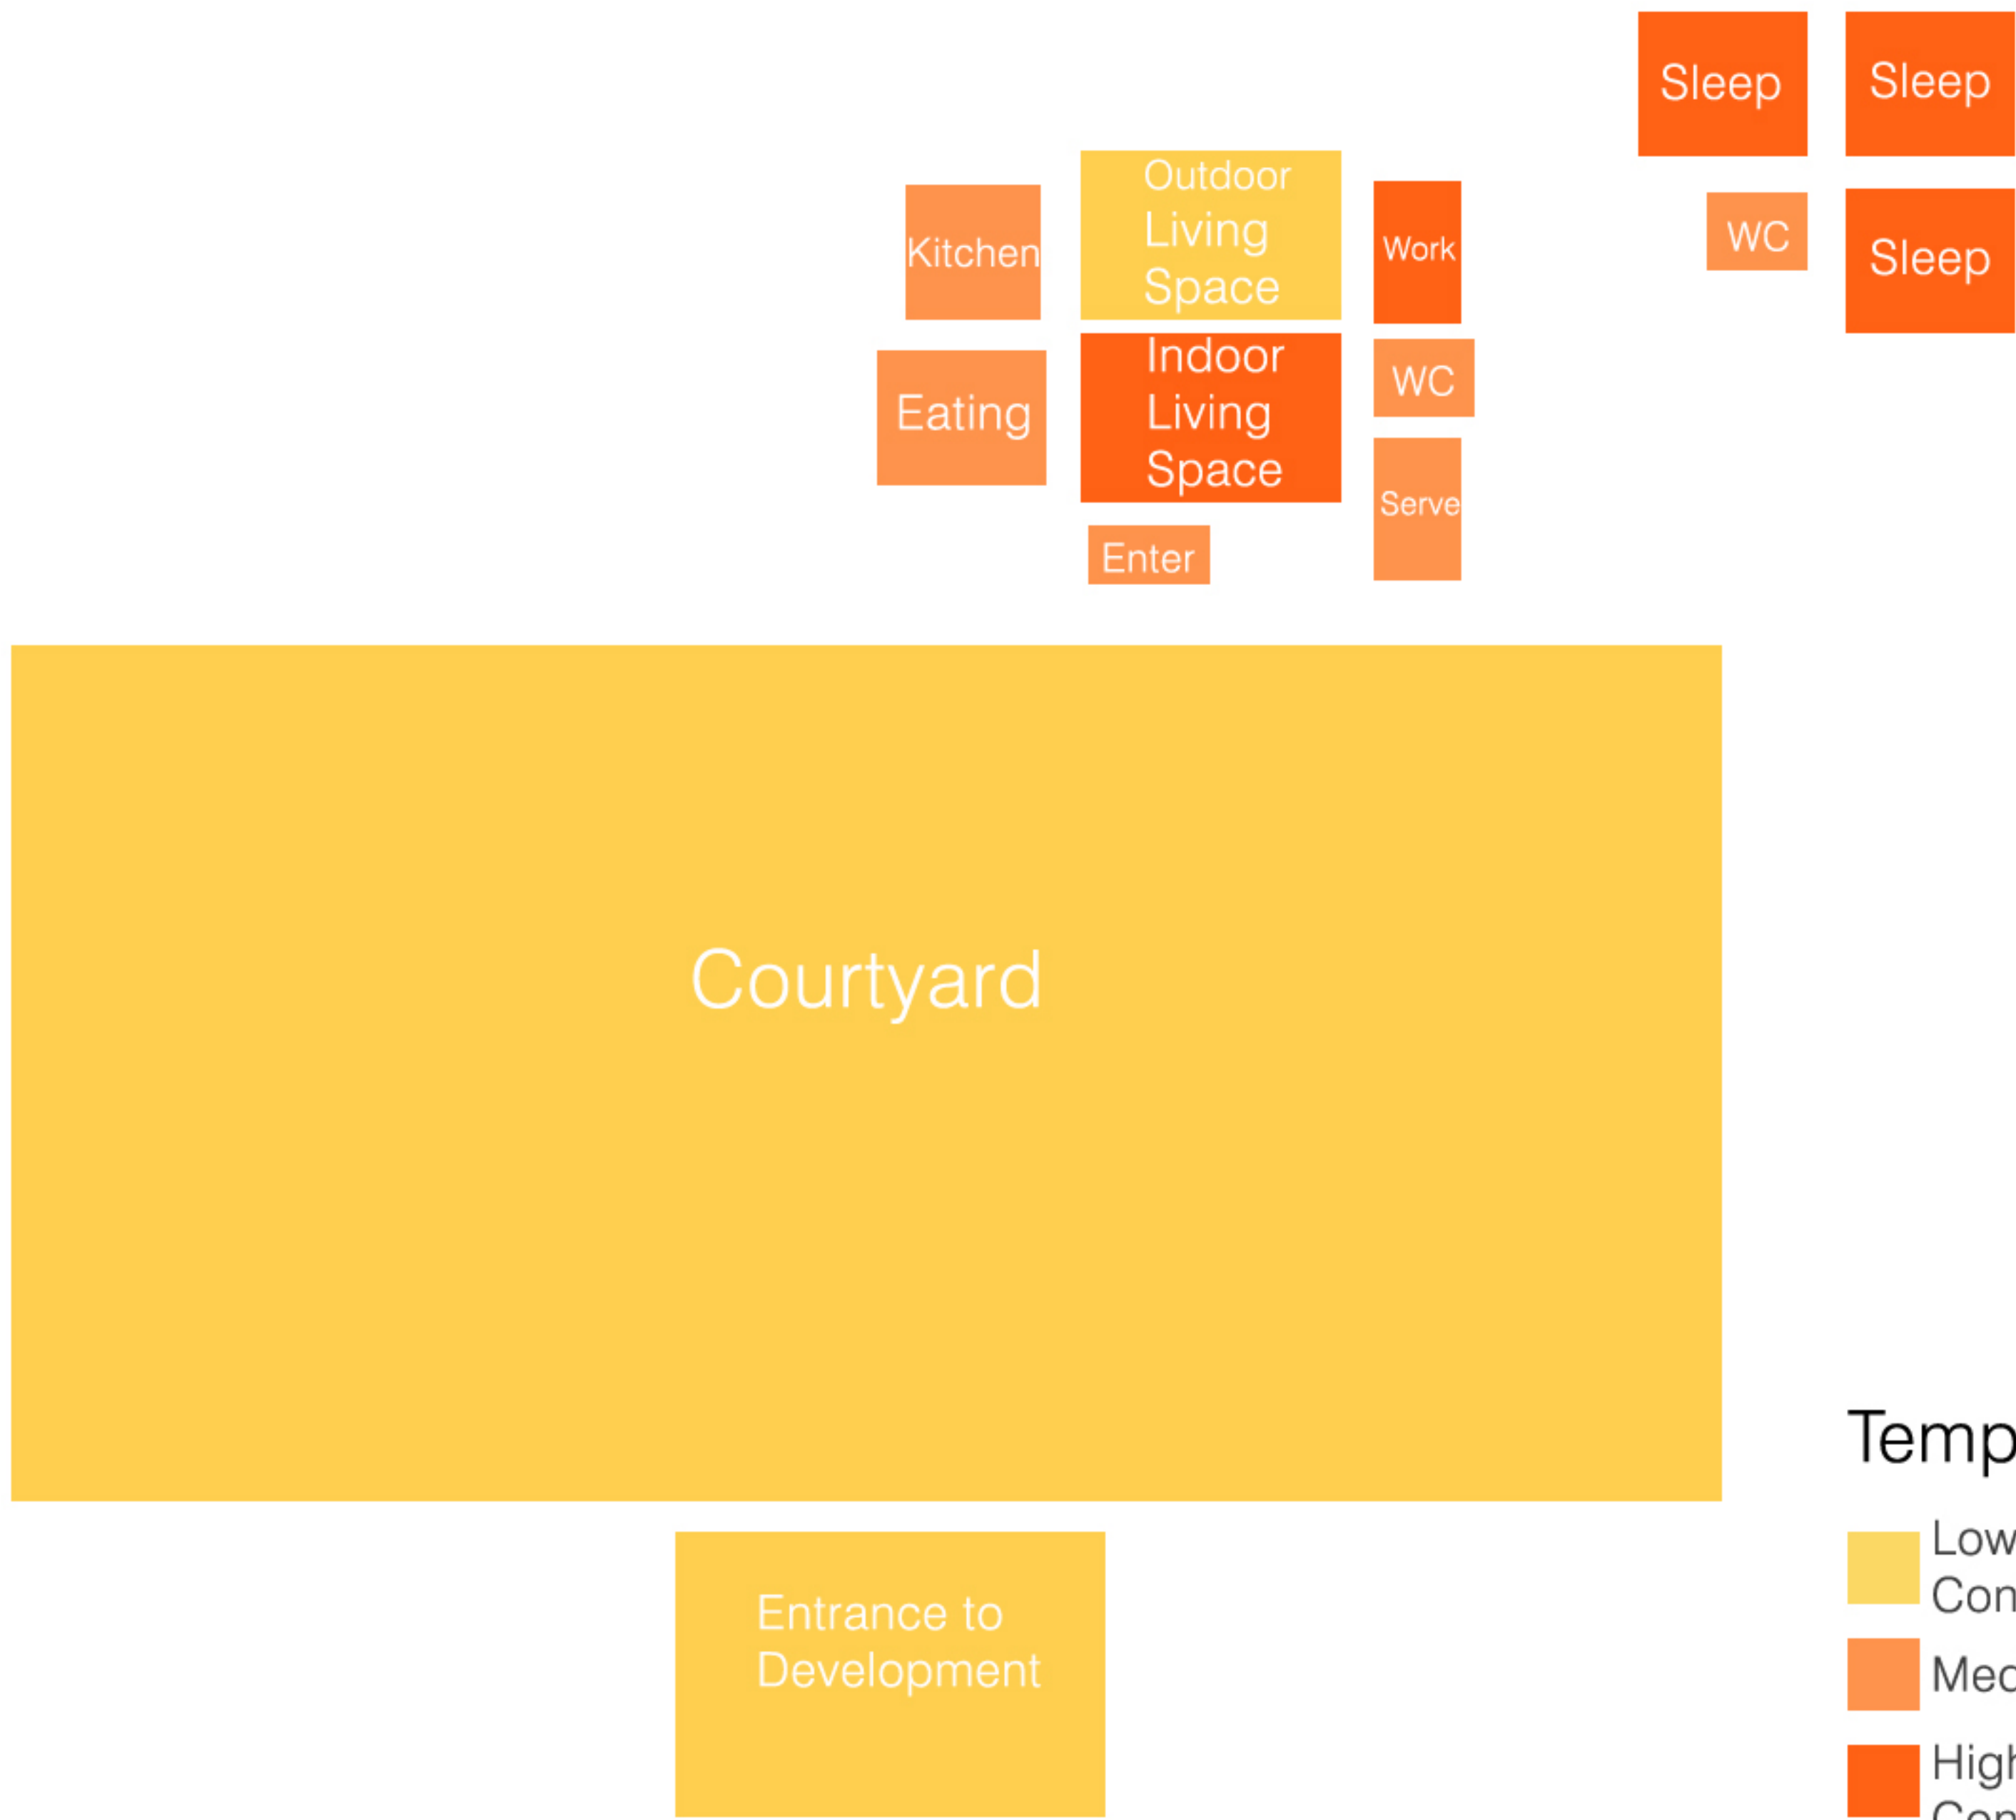 Sleep
Sleep
Outdoor
Living
Space
Kitchen
Work
WC
Sleep
Indoor
Living
Space
WC
Eating
Serve
Enter
Courtyard
Temp
Low
Con
Entrance to
Development
Med
High